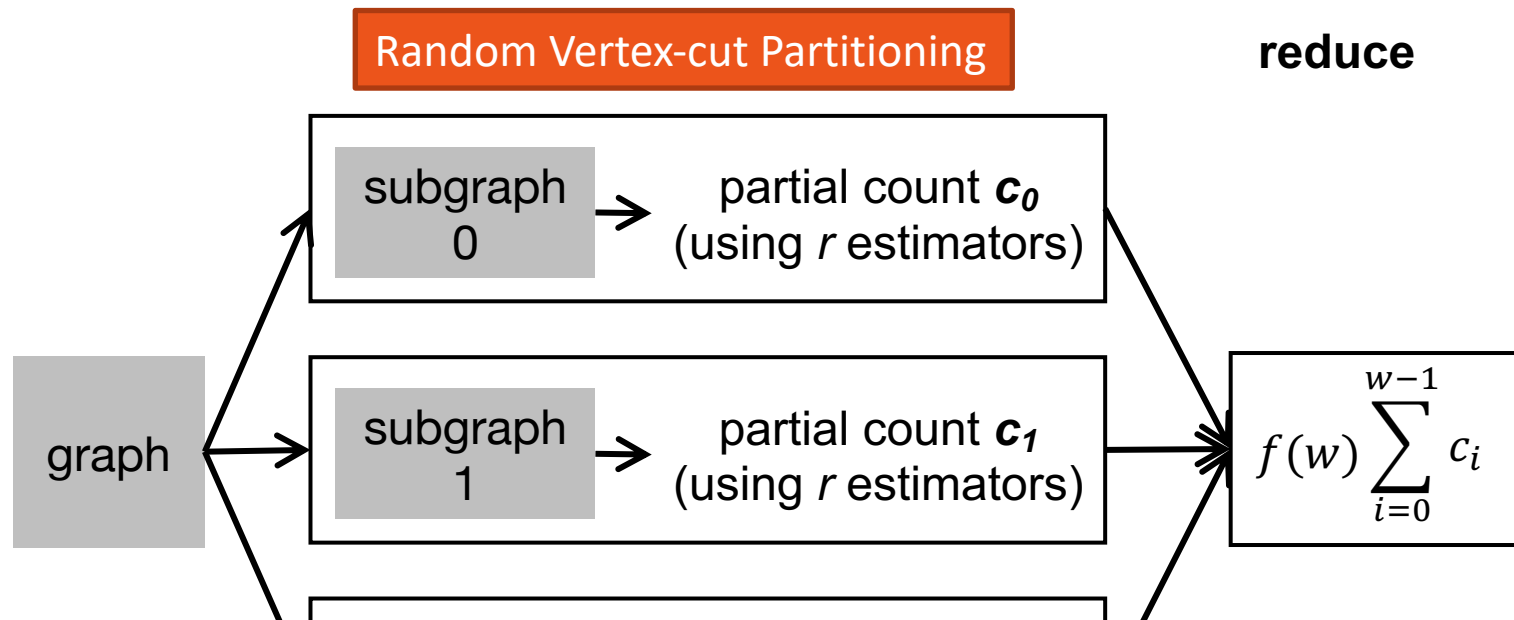 Random Vertex-cut Partitioning
reduce
subgraph
0
partial count c₀
(using r estimators)
graph
subgraph
1
partial count c₁
(using r estimators)
w−1
f(w) ∑ cᵢ
i=0